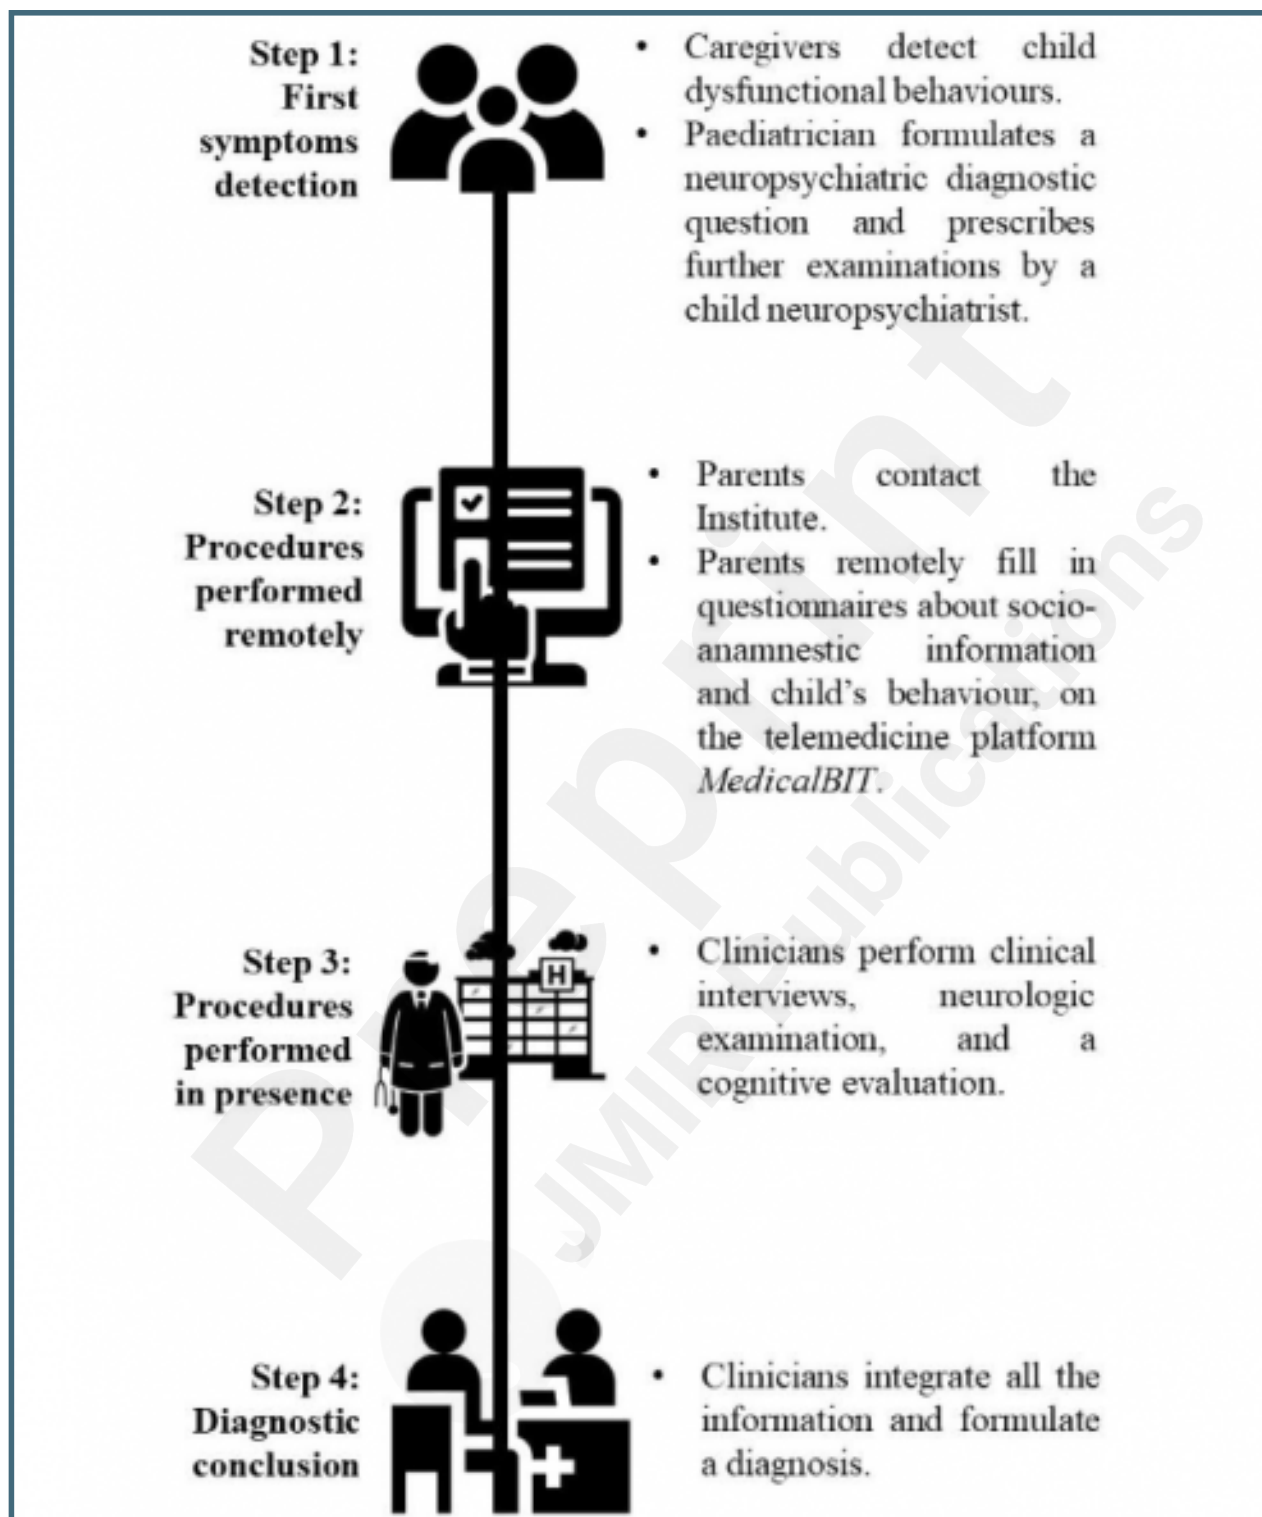 Step 1:
First
symptoms
detection
• Caregivers detect child
dysfunctional behaviours.
• Paediatrician formulates a
neuropsychiatric diagnostic
question and prescribes
further examinations by a
child neuropsychiatrist.
Step 2:
Procedures
performed
remotely
• Parents contact the
Institute.
• Parents remotely fill in
questionnaires about socio-
anamnestic information
and child's behaviour, on
the telemedicine platform
MedicalBIT.
Step 3:
Procedures
performed
in presence
H
• Clinicians perform clinical
interviews, neurologic
examination, and a
cognitive evaluation.
Step 4:
Diagnostic
conclusion
• Clinicians integrate all the
information and formulate
a diagnosis.
Preprint
JMIR Publications